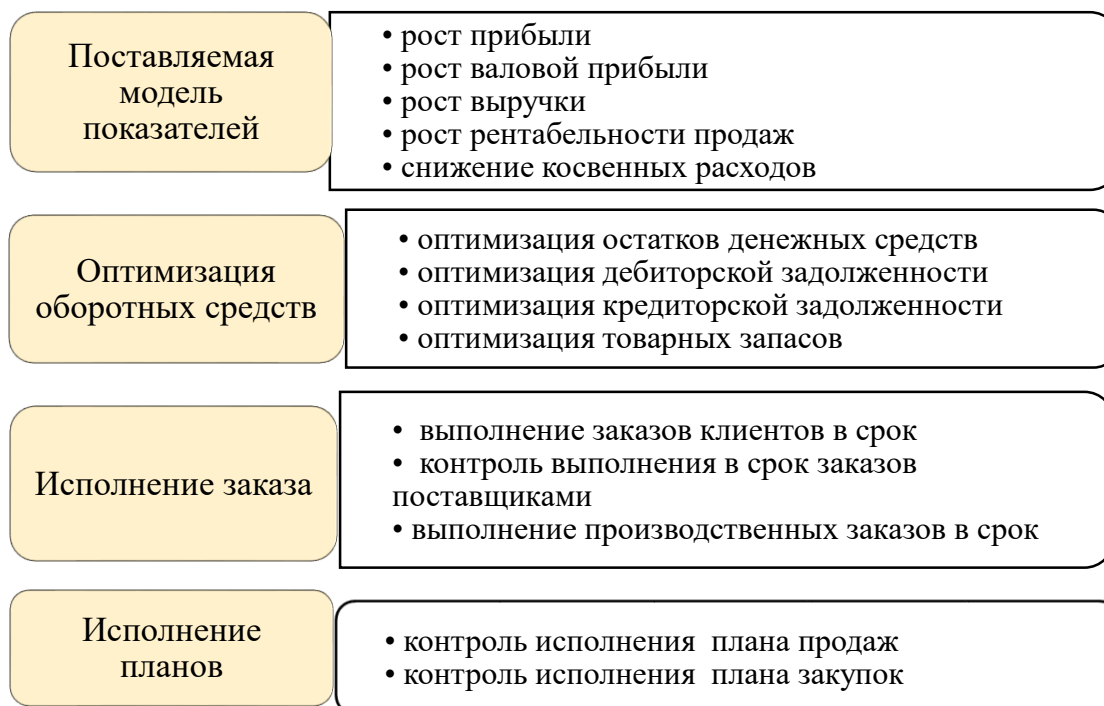 Поставляемая
модель
показателей
• рост прибыли
• рост валовой прибыли
• рост выручки
• рост рентабельности продаж
• снижение косвенных расходов
Оптимизация
оборотных средств
• оптимизация остатков денежных средств
• оптимизация дебиторской задолженности
• оптимизация кредиторской задолженности
• оптимизация товарных запасов
Исполнение заказа
• выполнение заказов клиентов в срок
• контроль выполнения в срок заказов
поставщиками
• выполнение производственных заказов в срок
Исполнение
планов
• контроль исполнения плана продаж
• контроль исполнения плана закупок